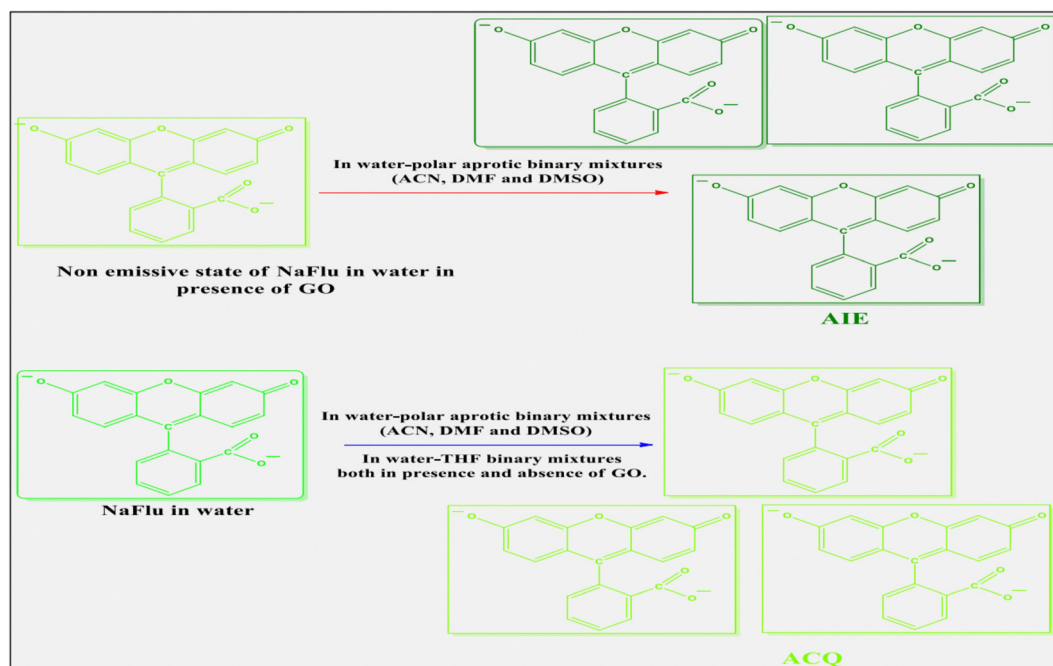 O O O
C
C O
O
O O O
C
C O
O
O O O
C
C O
O
Non emissive state of NaFlu in water in
presence of GO
In water-polar aprotic binary mixtures
(ACN, DMF and DMSO)
O O O
C
C O
O
AIE
O O O
C
C O
O
NaFlu in water
In water-polar aprotic binary mixtures
(ACN, DMF and DMSO)
In water-THF binary mixtures
both in presence and absence of GO.
O O O
C
C O
O
O O O
C
C O
O
O O O
C
C O
O
ACQ